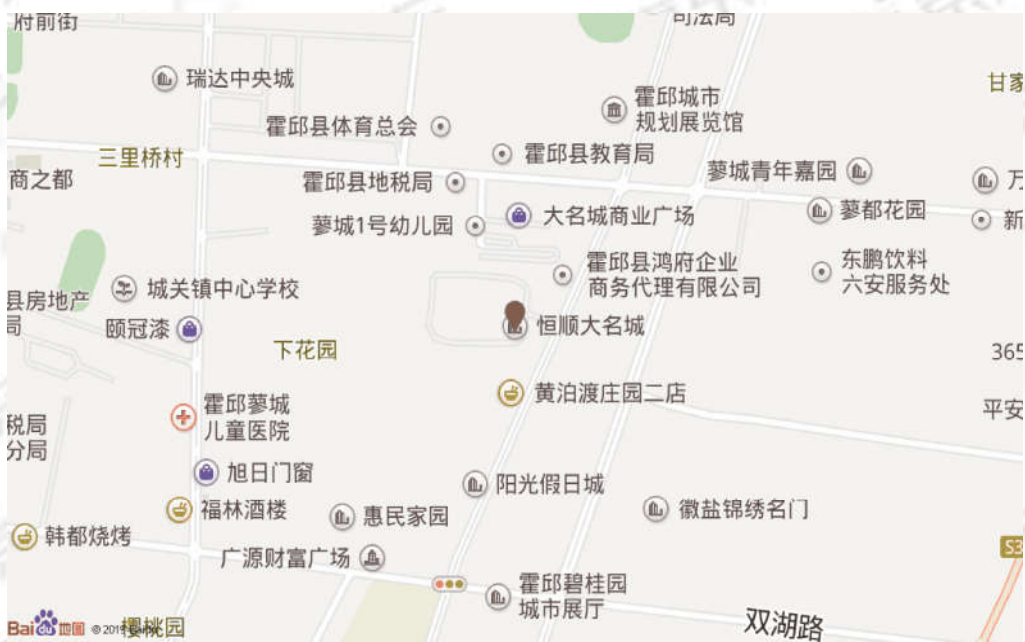 府前街
司法局
瑞达中央城
甘家
霍邱城市
规划展览馆
霍邱县体育总会
三里桥村
霍邱县教育局
商之都
霍邱县地税局
蓼城青年嘉园
万
蓼城1号幼儿园
大名城商业广场
蓼都花园
新
霍邱县鸿府企业
商务代理有限公司
东鹏饮料
六安服务处
城关镇中心学校
县房地产
局
颐冠漆
恒顺大名城
下花园
365
黄泊渡庄园二店
平安
霍邱蓼城
儿童医院
税局
分局
旭日门窗
阳光假日城
福林酒楼
惠民家园
徽盐锦绣名门
韩都烧烤
广源财富广场
S3
霍邱碧桂园
城市展厅
双湖路
Bai du 地图 © 2019
樱桃园